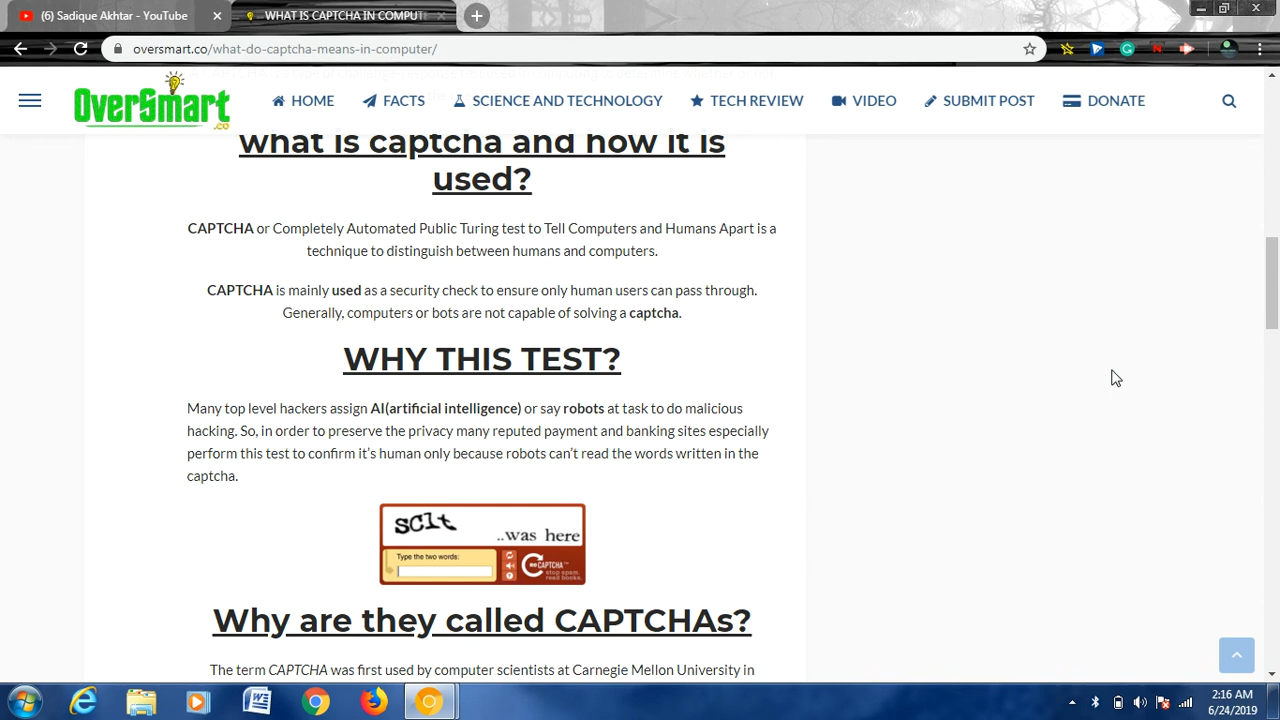 (6) Sadique Akhtar - YouTube
WHAT IS CAPTCHA IN COMPUT
oversmart.co/what-do-captcha-means-in-computer/
OverSmart
.co
HOME
FACTS
SCIENCE AND TECHNOLOGY
TECH REVIEW
VIDEO
SUBMIT POST
DONATE
what is captcha and how it is
used?
CAPTCHA or Completely Automated Public Turing test to Tell Computers and Humans Apart is a
technique to distinguish between humans and computers.
CAPTCHA is mainly used as a security check to ensure only human users can pass through.
Generally, computers or bots are not capable of solving a captcha.
WHY THIS TEST?
Many top level hackers assign AI(artificial intelligence) or say robots at task to do malicious
hacking. So, in order to preserve the privacy many reputed payment and banking sites especially
perform this test to confirm it's human only because robots can't read the words written in the
captcha.
sclt ..was here
Type the two words:
CAPTCHA™
stop spam.
read books.
Why are they called CAPTCHAs?
The term CAPTCHA was first used by computer scientists at Carnegie Mellon University in
2:16 AM
6/24/2019